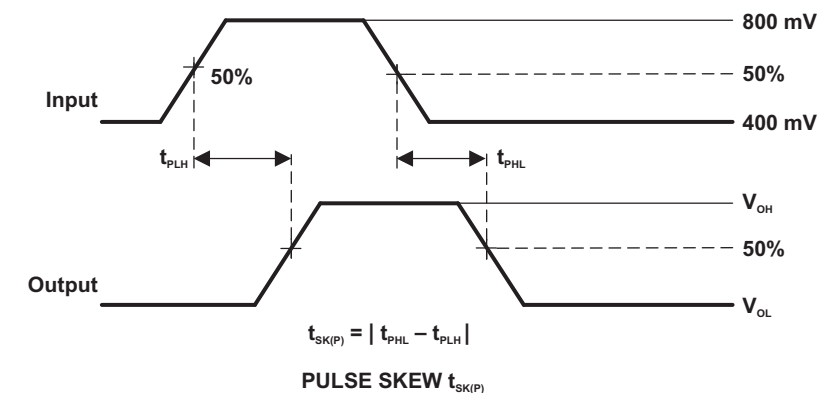 800 mV
50%
50%
Input
400 mV
tPLH
tPHL
VOH
50%
Output
VOL
tSK(P) = | tPHL – tPLH |
PULSE SKEW tSK(P)